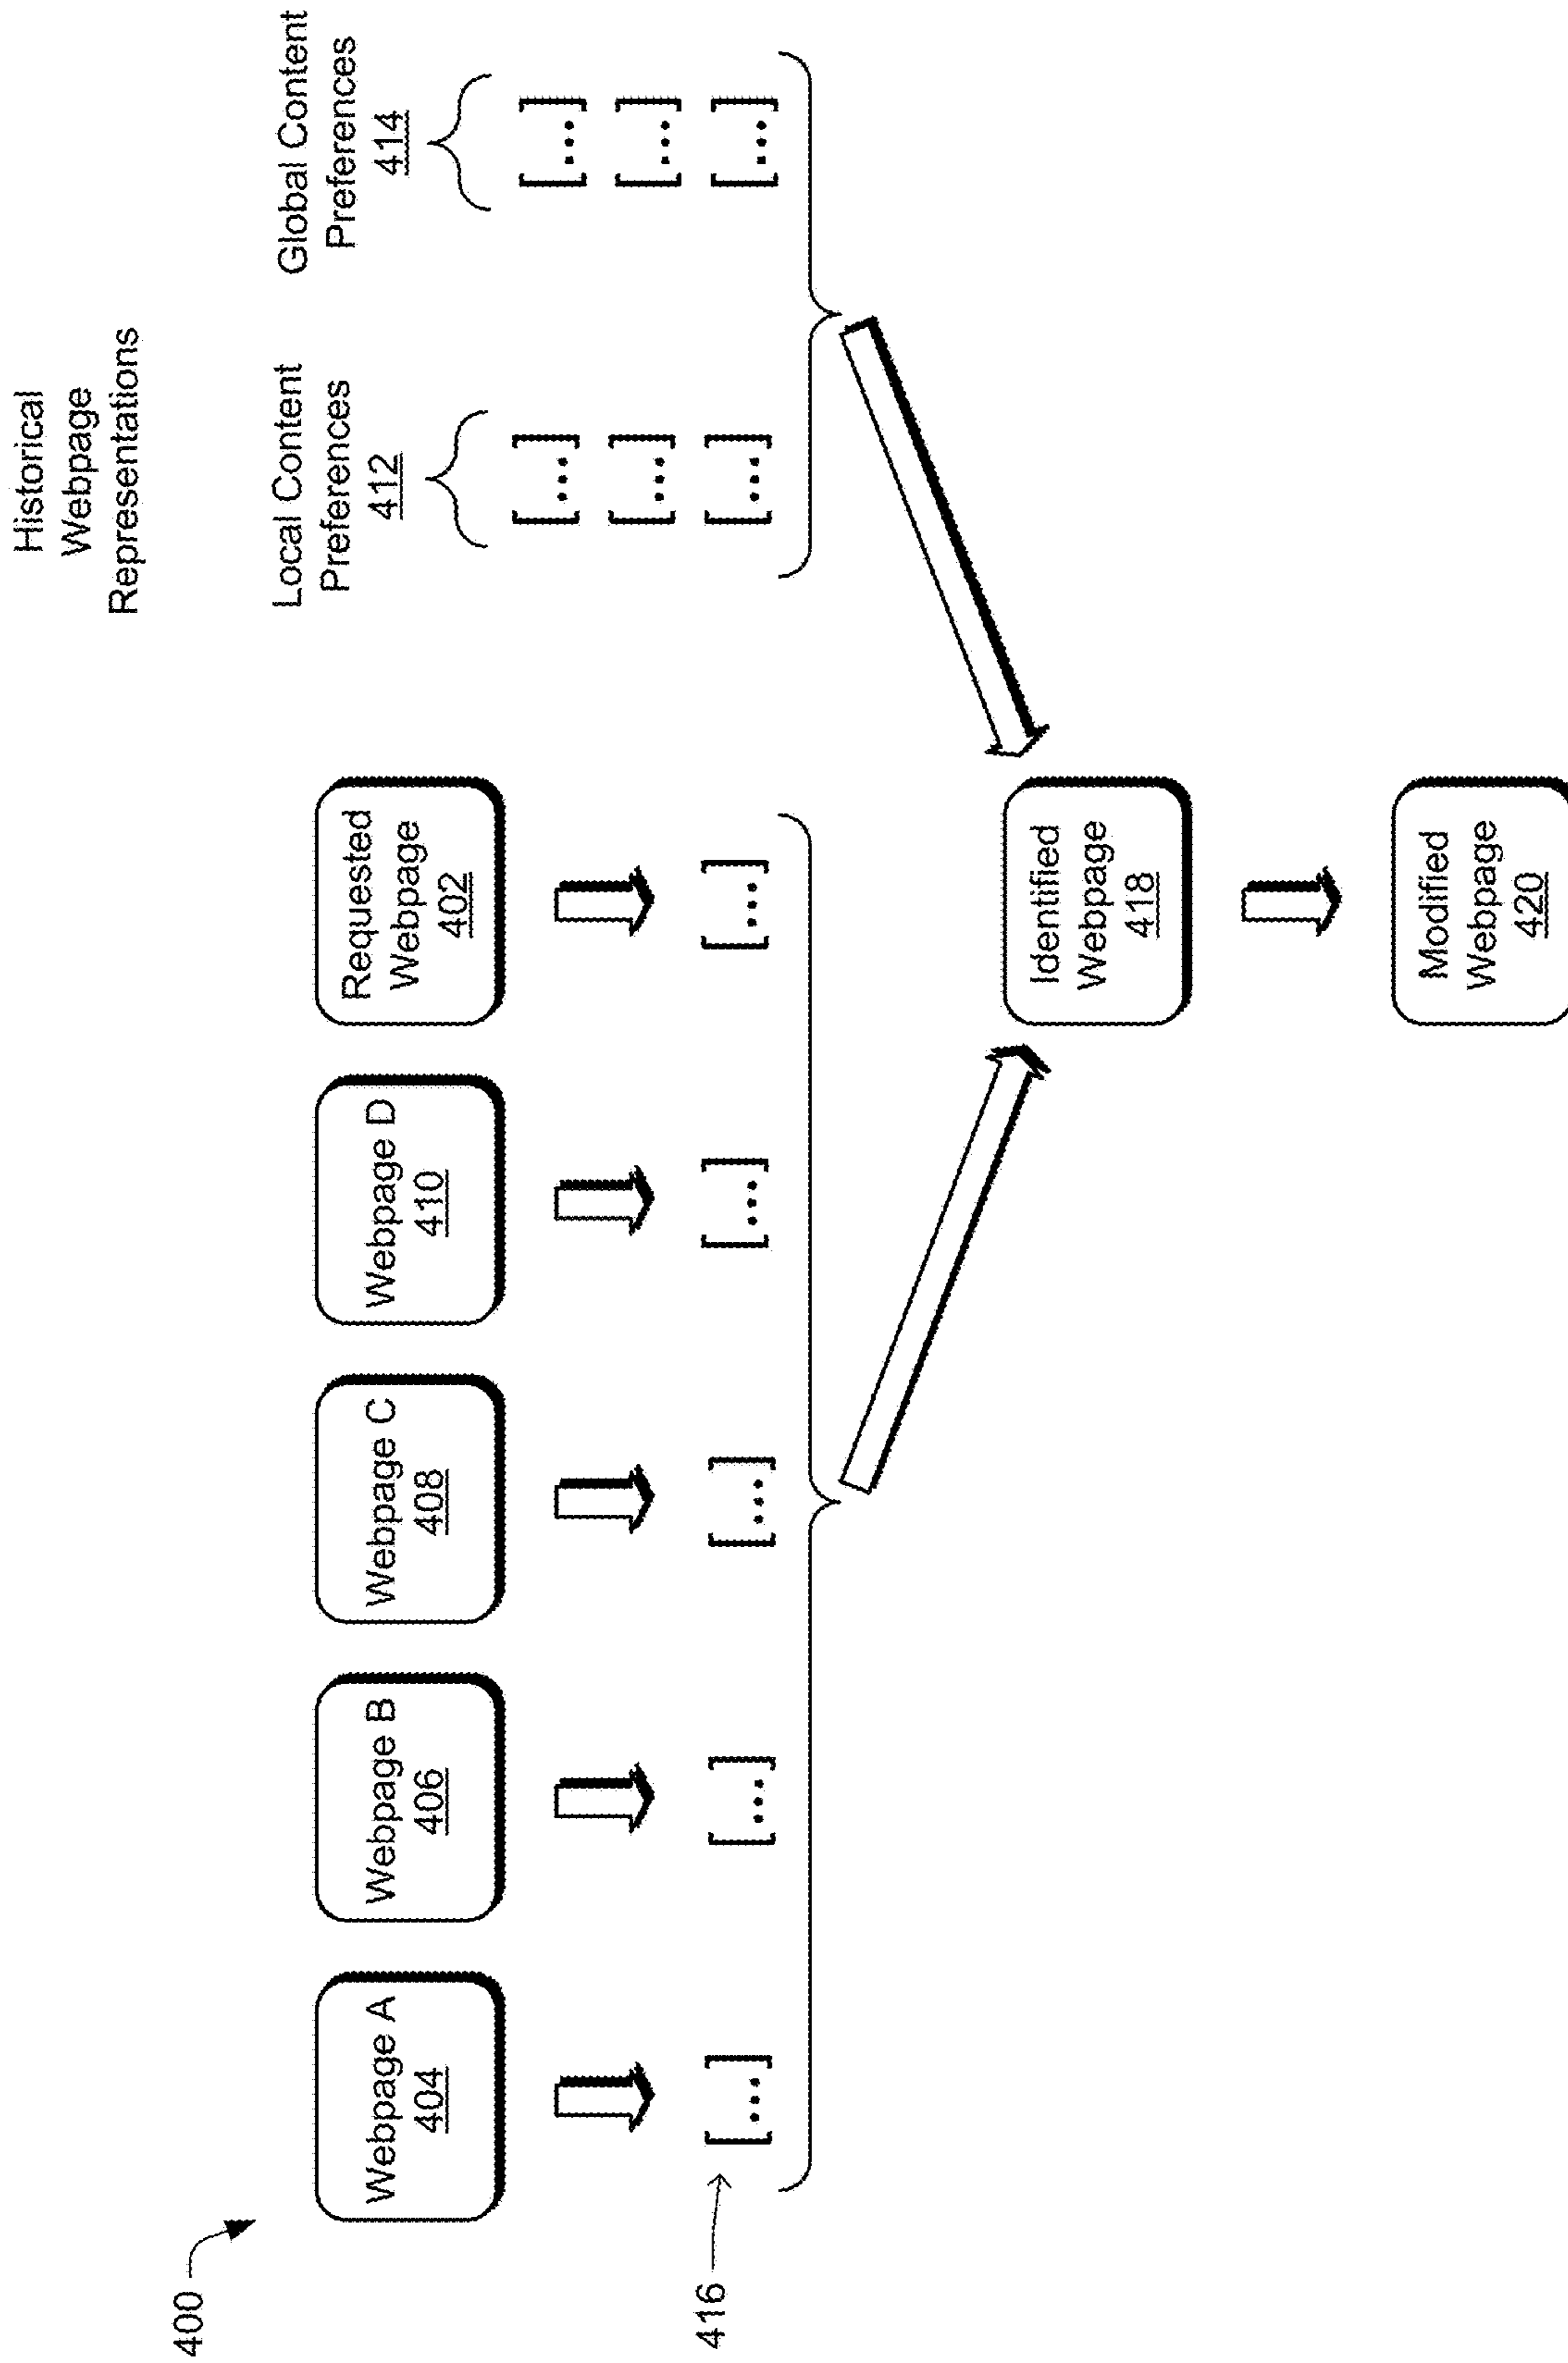 Historical
Webpage
Representations
400
Webpage A
404
Webpage B
406
Webpage C
408
Webpage D
410
Requested
Webpage
402
Local Content
Preferences
412
Global Content
Preferences
414
[...]
[...]
[...]
[...]
[...]
[...]
416
[...]
[...]
[...]
[...]
[...]
Identified
Webpage
418
Modified
Webpage
420